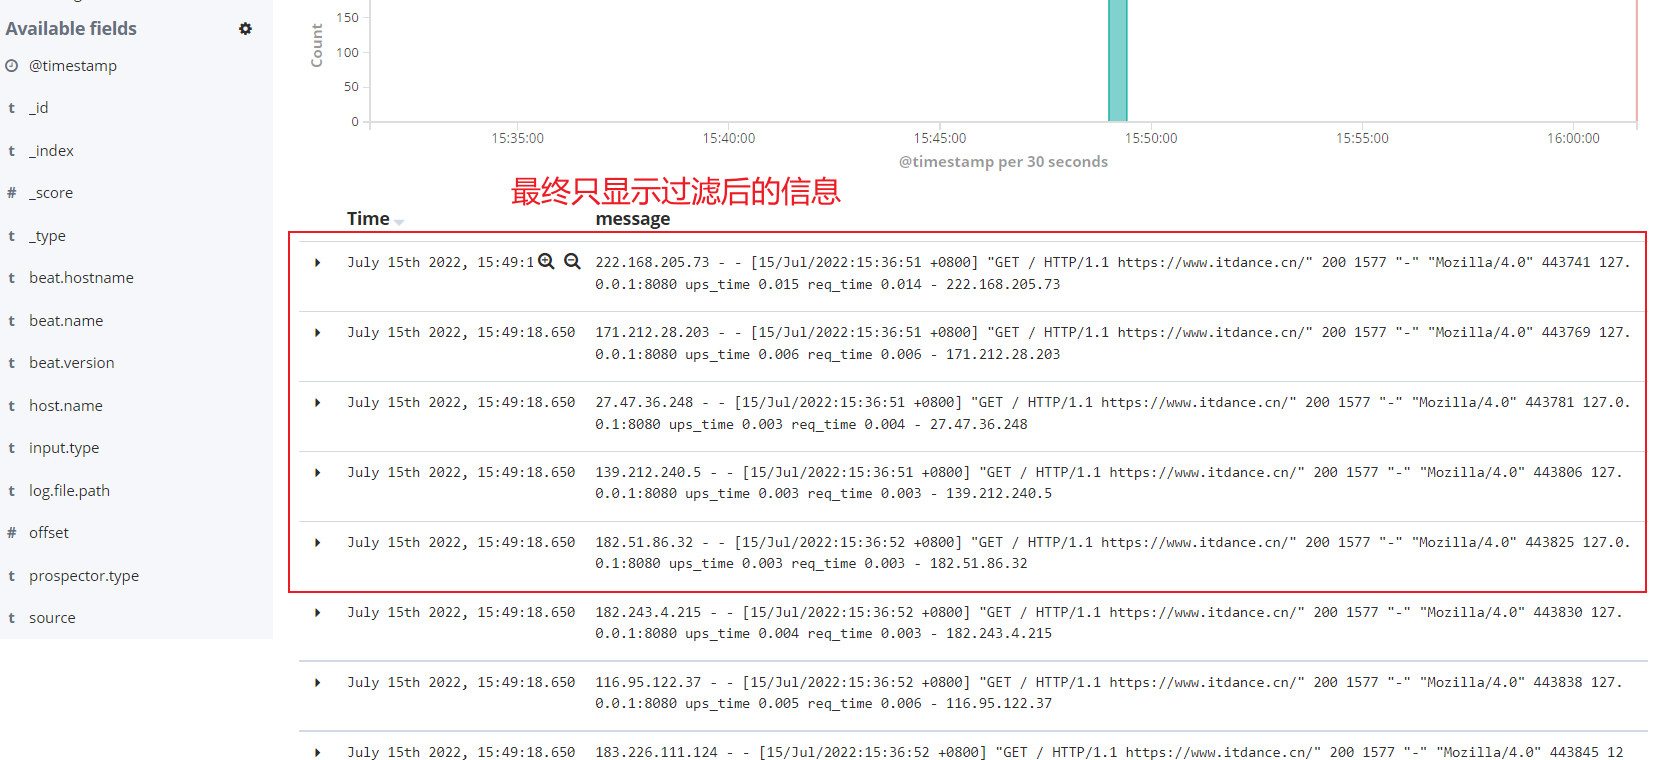 Available fields
@timestamp
t _id
t _index
# _score
t _type
t beat.hostname
t beat.name
t beat.version
t host.name
t input.type
t log.file.path
# offset
t prospector.type
t source
Count
150
100
50
0
15:35:00 15:40:00 15:45:00 15:50:00 15:55:00 16:00:00
@timestamp per 30 seconds
最终只显示过滤后的信息
Time message
July 15th 2022, 15:49:1 222.168.205.73 - - [15/Jul/2022:15:36:51 +0800] "GET / HTTP/1.1 https://www.itdance.cn/" 200 1577 "-" "Mozilla/4.0" 443741 127.
0.0.1:8080 ups_time 0.015 req_time 0.014 - 222.168.205.73
July 15th 2022, 15:49:18.650 171.212.28.203 - - [15/Jul/2022:15:36:51 +0800] "GET / HTTP/1.1 https://www.itdance.cn/" 200 1577 "-" "Mozilla/4.0" 443769 127.
0.0.1:8080 ups_time 0.006 req_time 0.006 - 171.212.28.203
July 15th 2022, 15:49:18.650 27.47.36.248 - - [15/Jul/2022:15:36:51 +0800] "GET / HTTP/1.1 https://www.itdance.cn/" 200 1577 "-" "Mozilla/4.0" 443781 127.0.
0.1:8080 ups_time 0.003 req_time 0.004 - 27.47.36.248
July 15th 2022, 15:49:18.650 139.212.240.5 - - [15/Jul/2022:15:36:51 +0800] "GET / HTTP/1.1 https://www.itdance.cn/" 200 1577 "-" "Mozilla/4.0" 443806 127.
0.0.1:8080 ups_time 0.003 req_time 0.003 - 139.212.240.5
July 15th 2022, 15:49:18.650 182.51.86.32 - - [15/Jul/2022:15:36:52 +0800] "GET / HTTP/1.1 https://www.itdance.cn/" 200 1577 "-" "Mozilla/4.0" 443825 127.0.
0.1:8080 ups_time 0.003 req_time 0.003 - 182.51.86.32
July 15th 2022, 15:49:18.650 182.243.4.215 - - [15/Jul/2022:15:36:52 +0800] "GET / HTTP/1.1 https://www.itdance.cn/" 200 1577 "-" "Mozilla/4.0" 443830 127.
0.0.1:8080 ups_time 0.004 req_time 0.003 - 182.243.4.215
July 15th 2022, 15:49:18.650 116.95.122.37 - - [15/Jul/2022:15:36:52 +0800] "GET / HTTP/1.1 https://www.itdance.cn/" 200 1577 "-" "Mozilla/4.0" 443838 127.
0.0.1:8080 ups_time 0.005 req_time 0.006 - 116.95.122.37
July 15th 2022, 15:49:18.650 183.226.111.124 - - [15/Jul/2022:15:36:52 +0800] "GET / HTTP/1.1 https://www.itdance.cn/" 200 1577 "-" "Mozilla/4.0" 443845 12